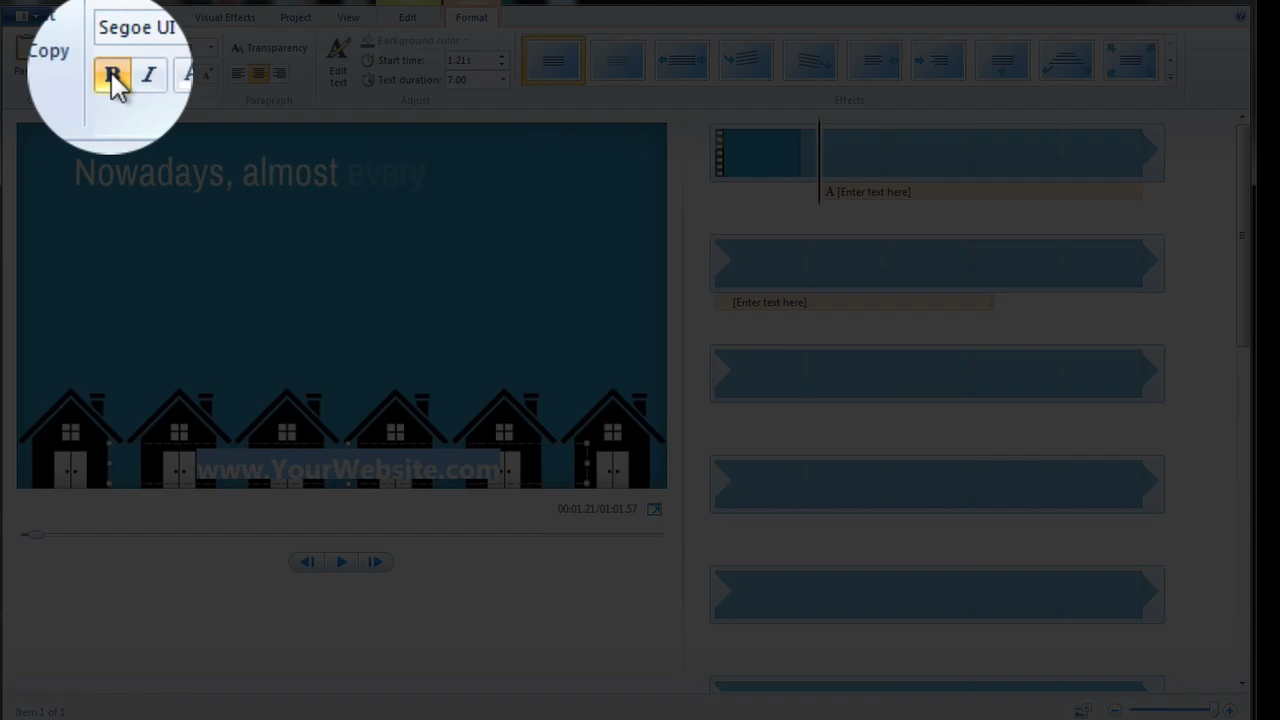 Visual Effects Project View Edit Format
Segoe UI
Copy
B I A
Transparency
Paragraph
Edit text
Background color
Start time: 1.21s
Text duration: 7.00
Adjust
Effects
Nowadays, almost every
www.YourWebsite.com
00:01.21/01:01.57
A [Enter text here]
[Enter text here]
Item 1 of 1